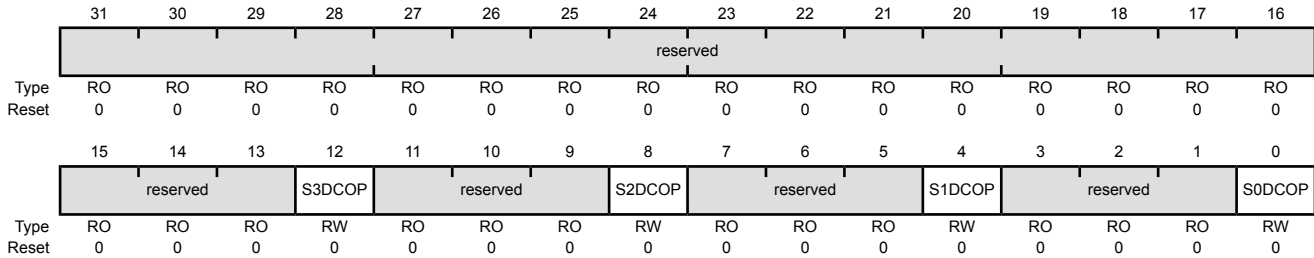 31 30 29 28 27 26 25 24 23 22 21 20 19 18 17 16
reserved
Type RO RO RO RO RO RO RO RO RO RO RO RO RO RO RO RO
Reset 0 0 0 0 0 0 0 0 0 0 0 0 0 0 0 0
15 14 13 12 11 10 9 8 7 6 5 4 3 2 1 0
reserved S3DCOP reserved S2DCOP reserved S1DCOP reserved S0DCOP
Type RO RO RO RW RO RO RO RW RO RO RO RW RO RO RO RW
Reset 0 0 0 0 0 0 0 0 0 0 0 0 0 0 0 0